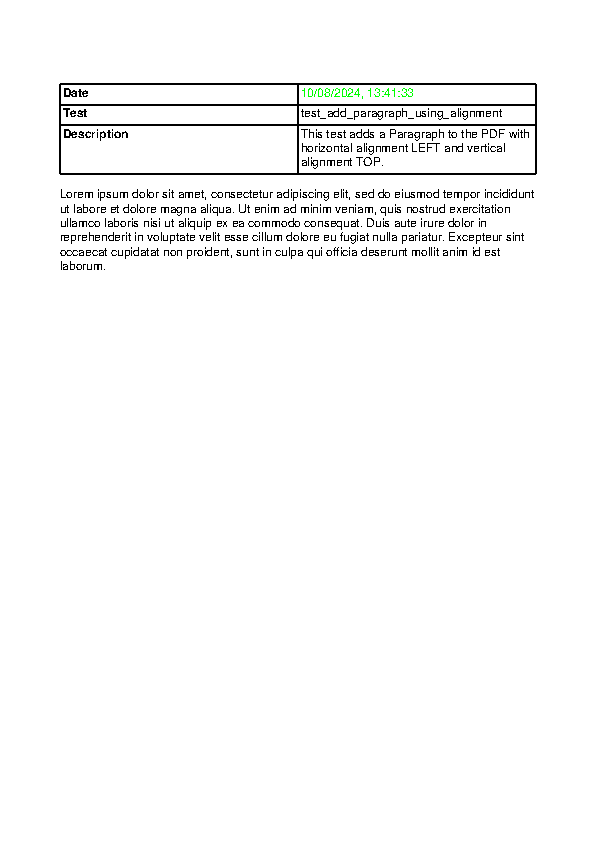 Date 10/08/2024, 13:41:33
Test test_add_paragraph_using_alignment
Description This test adds a Paragraph to the PDF with
horizontal alignment LEFT and vertical
alignment TOP.
Lorem ipsum dolor sit amet, consectetur adipiscing elit, sed do eiusmod tempor incididunt
ut labore et dolore magna aliqua. Ut enim ad minim veniam, quis nostrud exercitation
ullamco laboris nisi ut aliquip ex ea commodo consequat. Duis aute irure dolor in
reprehenderit in voluptate velit esse cillum dolore eu fugiat nulla pariatur. Excepteur sint
occaecat cupidatat non proident, sunt in culpa qui officia deserunt mollit anim id est
laborum.